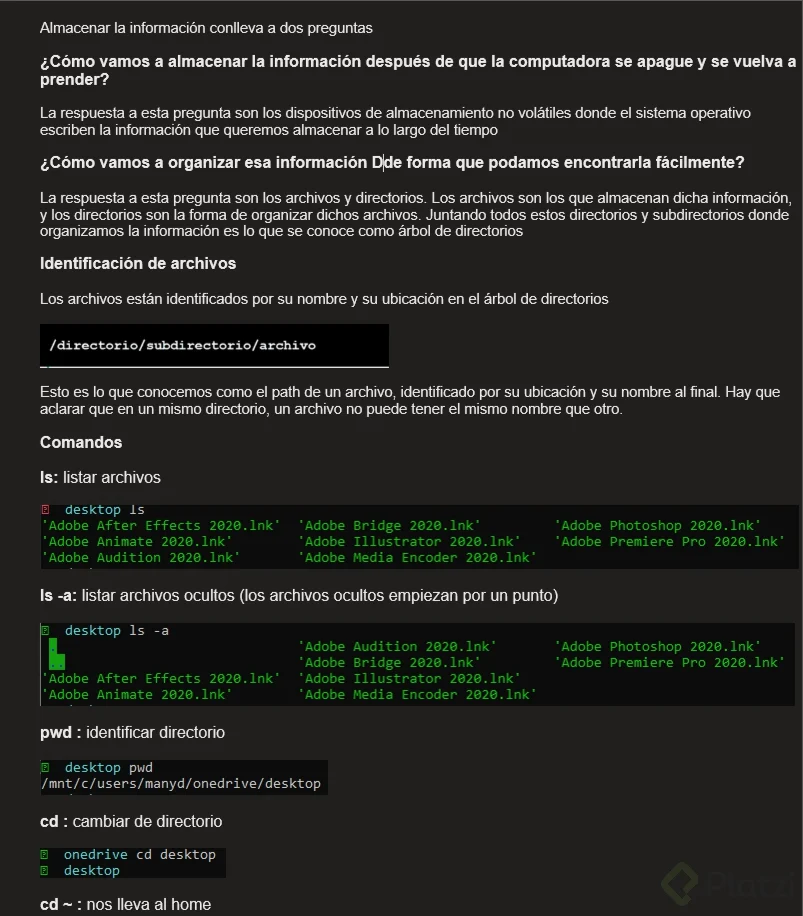 Almacenar la información conlleva a dos preguntas
¿Cómo vamos a almacenar la información después de que la computadora se apague y se vuelva a
prender?
La respuesta a esta pregunta son los dispositivos de almacenamiento no volátiles donde el sistema operativo
escriben la información que queremos almacenar a lo largo del tiempo
¿Cómo vamos a organizar esa información Dde forma que podamos encontrarla fácilmente?
La respuesta a esta pregunta son los archivos y directorios. Los archivos son los que almacenan dicha información,
y los directorios son la forma de organizar dichos archivos. Juntando todos estos directorios y subdirectorios donde
organizamos la información es lo que se conoce como árbol de directorios
Identificación de archivos
Los archivos están identificados por su nombre y su ubicación en el árbol de directorios
/directorio/subdirectorio/archivo
Esto es lo que conocemos como el path de un archivo, identificado por su ubicación y su nombre al final. Hay que
aclarar que en un mismo directorio, un archivo no puede tener el mismo nombre que otro.
Comandos
ls: listar archivos
desktop ls
'Adobe After Effects 2020.lnk' 'Adobe Bridge 2020.lnk' 'Adobe Photoshop 2020.lnk'
'Adobe Animate 2020.lnk' 'Adobe Illustrator 2020.lnk' 'Adobe Premiere Pro 2020.lnk'
'Adobe Audition 2020.lnk' 'Adobe Media Encoder 2020.lnk'
ls -a: listar archivos ocultos (los archivos ocultos empiezan por un punto)
desktop ls -a
. 'Adobe Audition 2020.lnk' 'Adobe Photoshop 2020.lnk'
.. 'Adobe Bridge 2020.lnk' 'Adobe Premiere Pro 2020.lnk'
'Adobe After Effects 2020.lnk' 'Adobe Illustrator 2020.lnk'
'Adobe Animate 2020.lnk' 'Adobe Media Encoder 2020.lnk'
pwd : identificar directorio
desktop pwd
/mnt/c/users/manyd/onedrive/desktop
cd : cambiar de directorio
onedrive cd desktop
desktop
cd ~ : nos lleva al home
Platzi